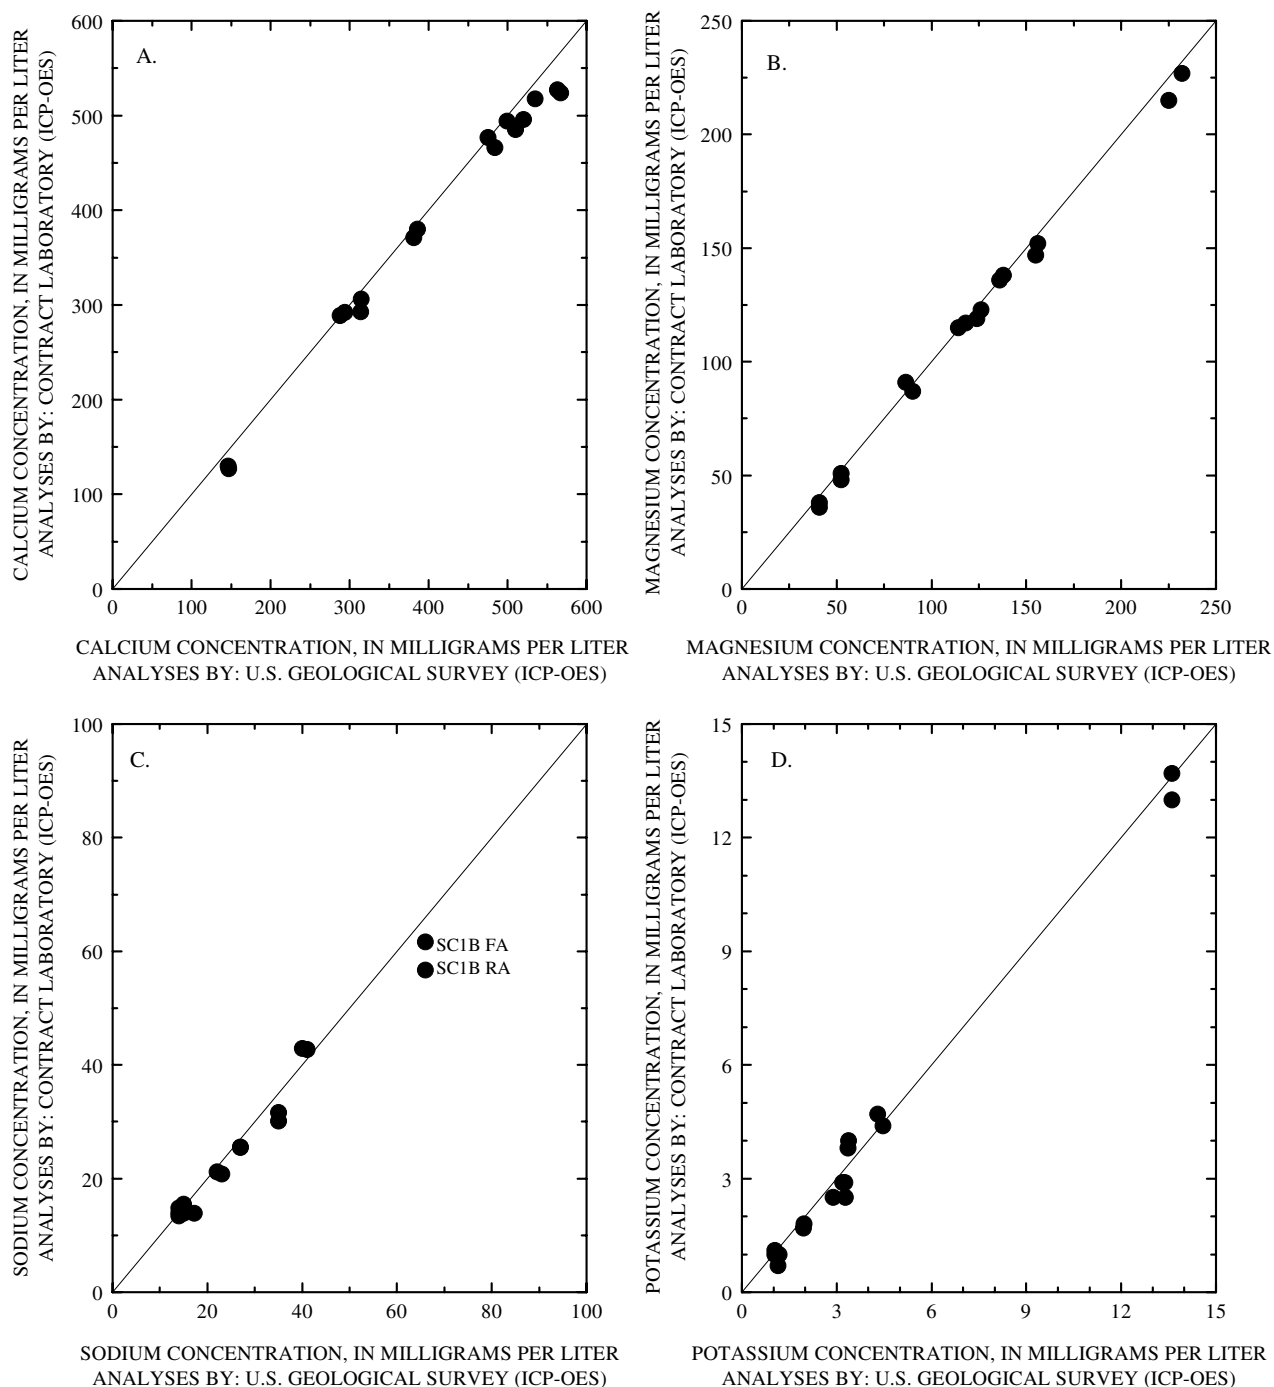 A.
CALCIUM CONCENTRATION, IN MILLIGRAMS PER LITER
ANALYSES BY: CONTRACT LABORATORY (ICP-OES)
600
500
400
300
200
100
0
0 100 200 300 400 500 600
CALCIUM CONCENTRATION, IN MILLIGRAMS PER LITER
ANALYSES BY: U.S. GEOLOGICAL SURVEY (ICP-OES)
B.
MAGNESIUM CONCENTRATION, IN MILLIGRAMS PER LITER
ANALYSES BY: CONTRACT LABORATORY (ICP-OES)
250
200
150
100
50
0
0 50 100 150 200 250
MAGNESIUM CONCENTRATION, IN MILLIGRAMS PER LITER
ANALYSES BY: U.S. GEOLOGICAL SURVEY (ICP-OES)
C.
SODIUM CONCENTRATION, IN MILLIGRAMS PER LITER
ANALYSES BY: CONTRACT LABORATORY (ICP-OES)
100
80
60
40
20
0
SC1B FA
SC1B RA
0 20 40 60 80 100
SODIUM CONCENTRATION, IN MILLIGRAMS PER LITER
ANALYSES BY: U.S. GEOLOGICAL SURVEY (ICP-OES)
D.
POTASSIUM CONCENTRATION, IN MILLIGRAMS PER LITER
ANALYSES BY: CONTRACT LABORATORY (ICP-OES)
15
12
9
6
3
0
0 3 6 9 12 15
POTASSIUM CONCENTRATION, IN MILLIGRAMS PER LITER
ANALYSES BY: U.S. GEOLOGICAL SURVEY (ICP-OES)